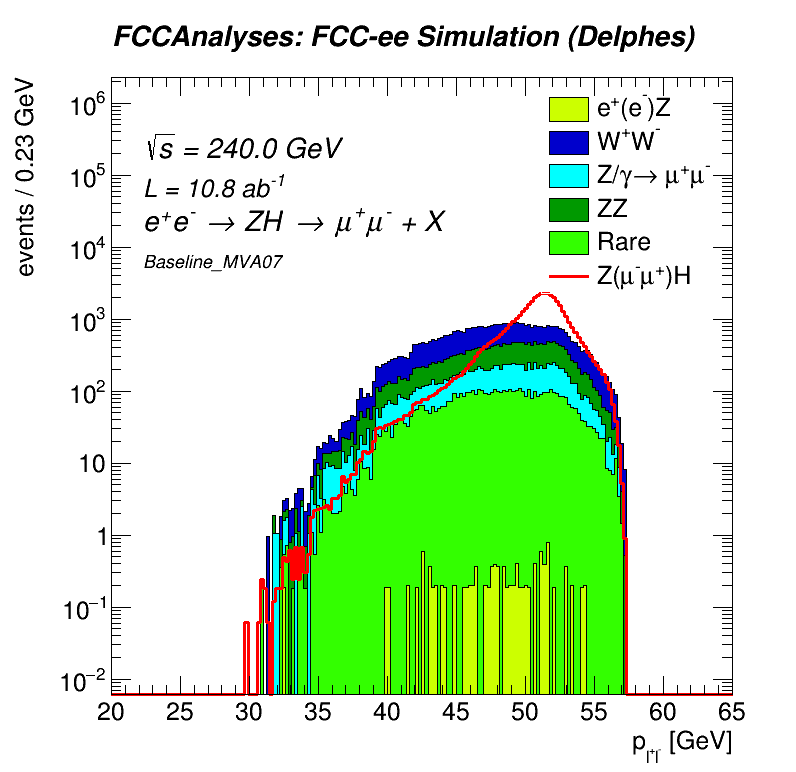 FCCAnalyses: FCC-ee Simulation (Delphes)
events / 0.23 GeV
10⁶
10⁵
10⁴
10³
10²
10
1
10⁻¹
10⁻²
√s = 240.0 GeV
L = 10.8 ab⁻¹
e⁺e⁻ → ZH → μ⁺μ⁻ + X
Baseline_MVA07
e⁺(e⁻)Z
W⁺W⁻
Z/γ→ μ⁺μ⁻
ZZ
Rare
Z(μ⁻μ⁺)H
20 25 30 35 40 45 50 55 60 65
p_l⁺l⁻ [GeV]